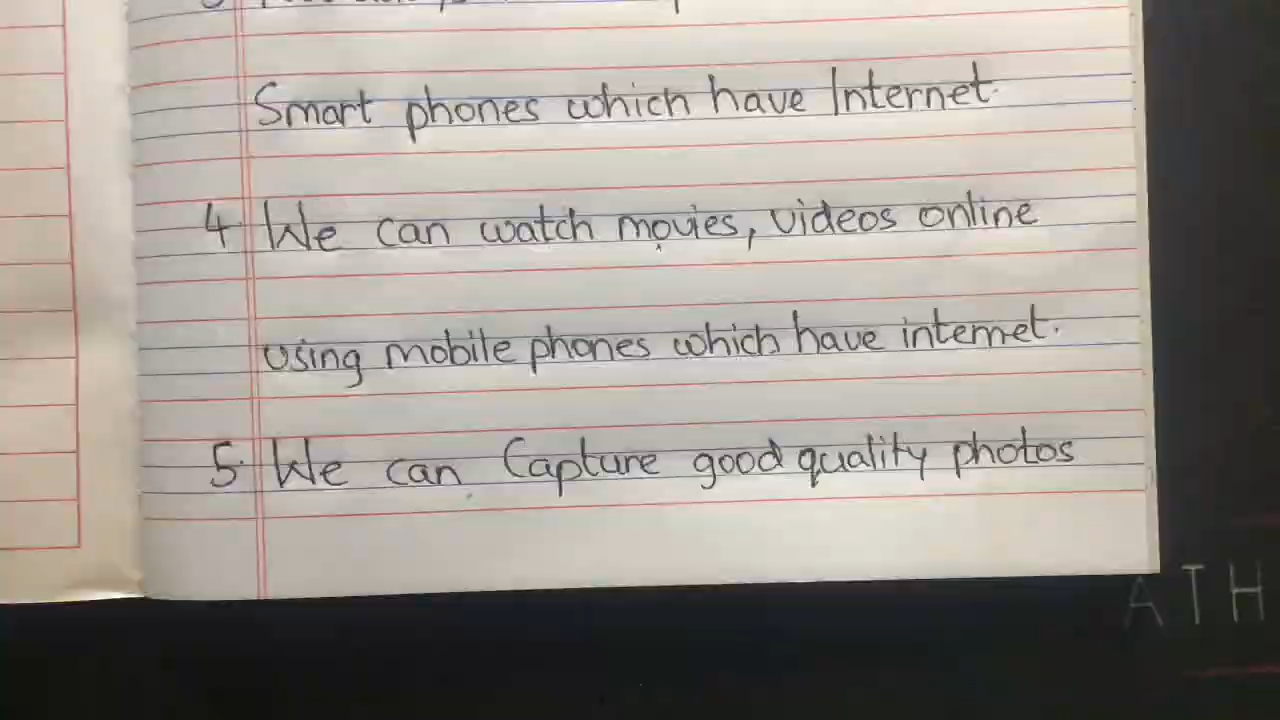 Smart phones which have Internet.
4. We can watch movies, videos online
using mobile phones which have internet.
5. We can Capture good quality photos
ATH